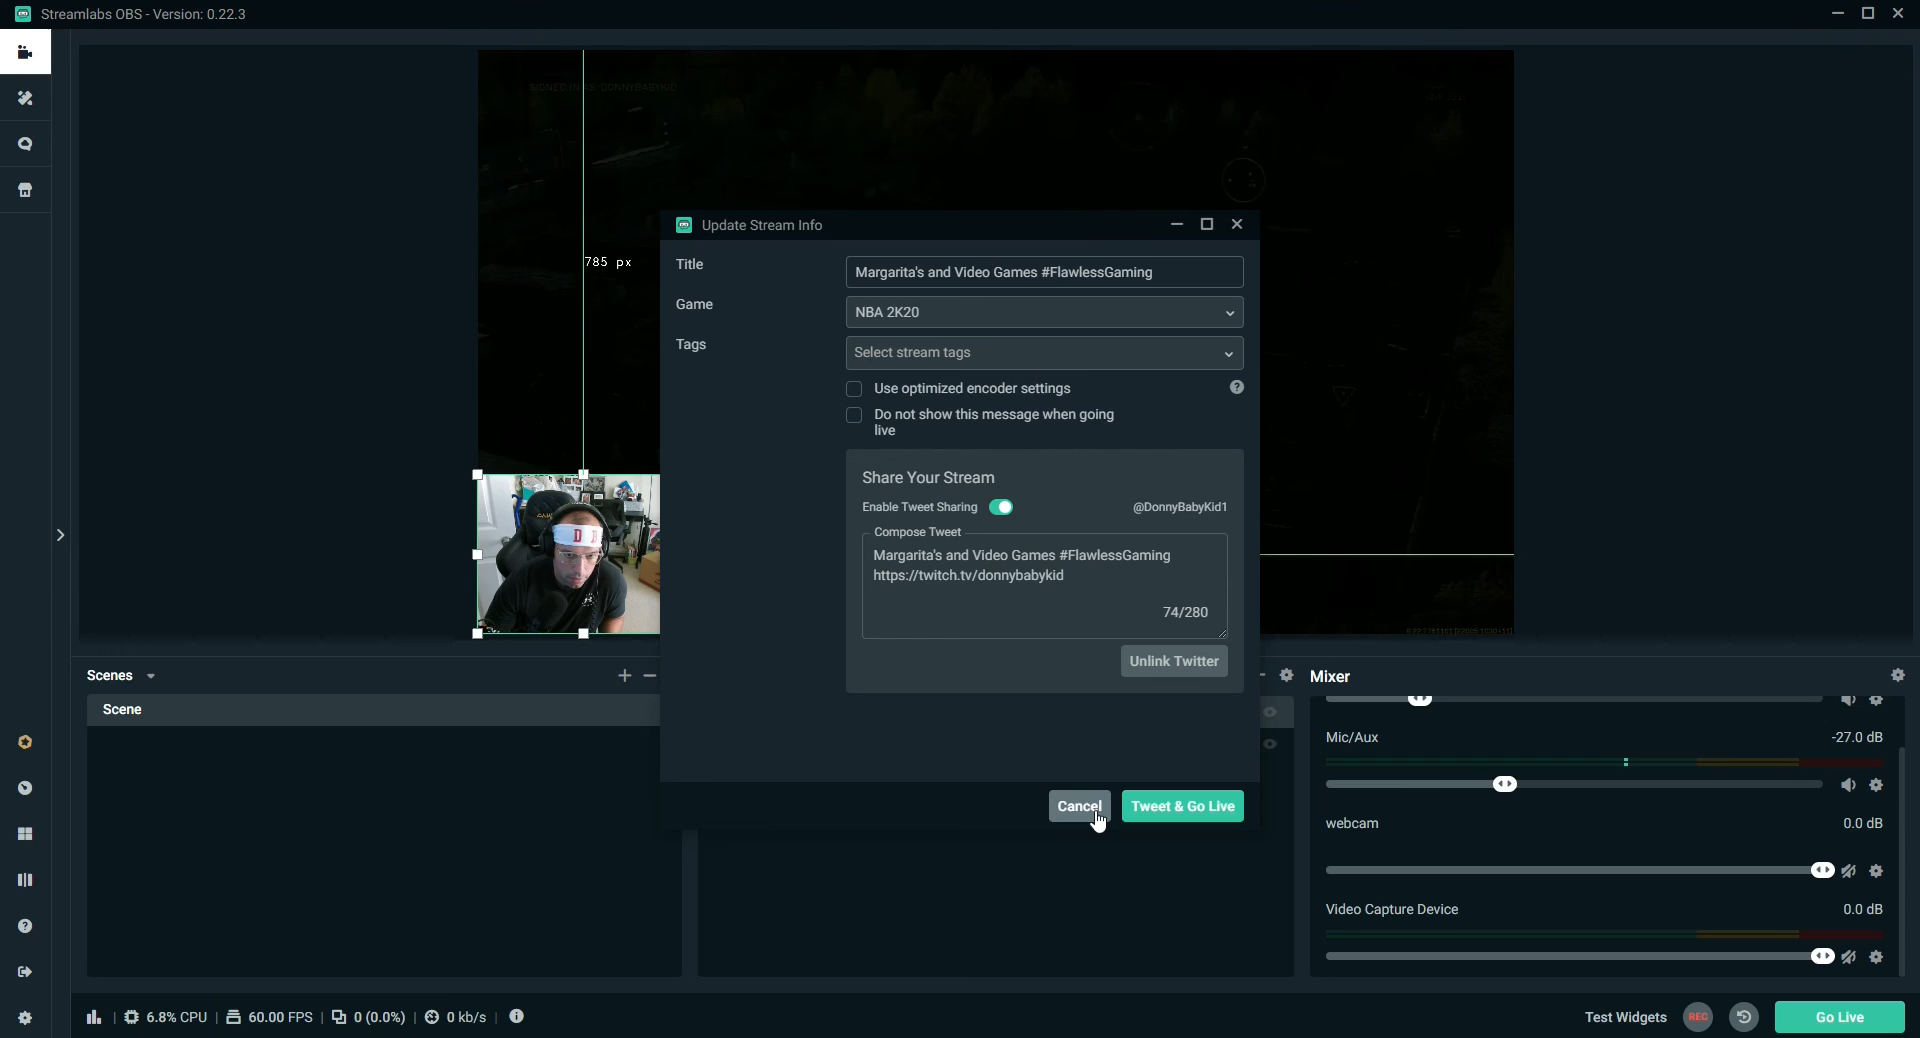 Streamlabs OBS - Version: 0.22.3
785 px
Update Stream Info
Title
Margarita's and Video Games #FlawlessGaming
Game
NBA 2K20
Tags
Select stream tags
Use optimized encoder settings
Do not show this message when going
live
Share Your Stream
Enable Tweet Sharing
@DonnyBabyKid1
Compose Tweet
Margarita's and Video Games #FlawlessGaming
https://twitch.tv/donnybabykid
74/280
Unlink Twitter
Cancel
Tweet & Go Live
Scenes
Scene
Mixer
Mic/Aux
-27.0 dB
webcam
0.0 dB
Video Capture Device
0.0 dB
6.8% CPU
60.00 FPS
0 (0.0%)
0 kb/s
Test Widgets
REC
Go Live